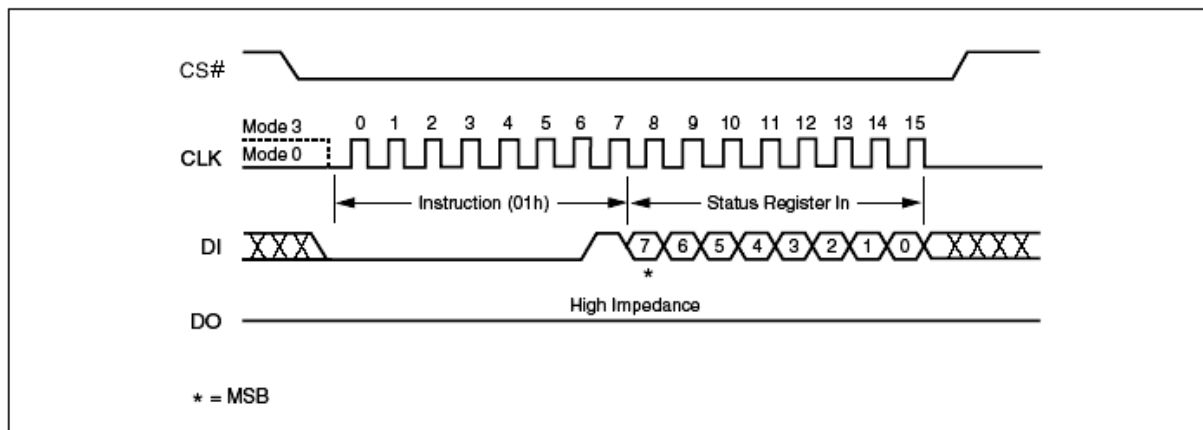 CS#
Mode 3 0 1 2 3 4 5 6 7 8 9 10 11 12 13 14 15
CLK
Mode 0
Instruction (01h) Status Register In
DI 7 6 5 4 3 2 1 0
*
High Impedance
DO
* = MSB